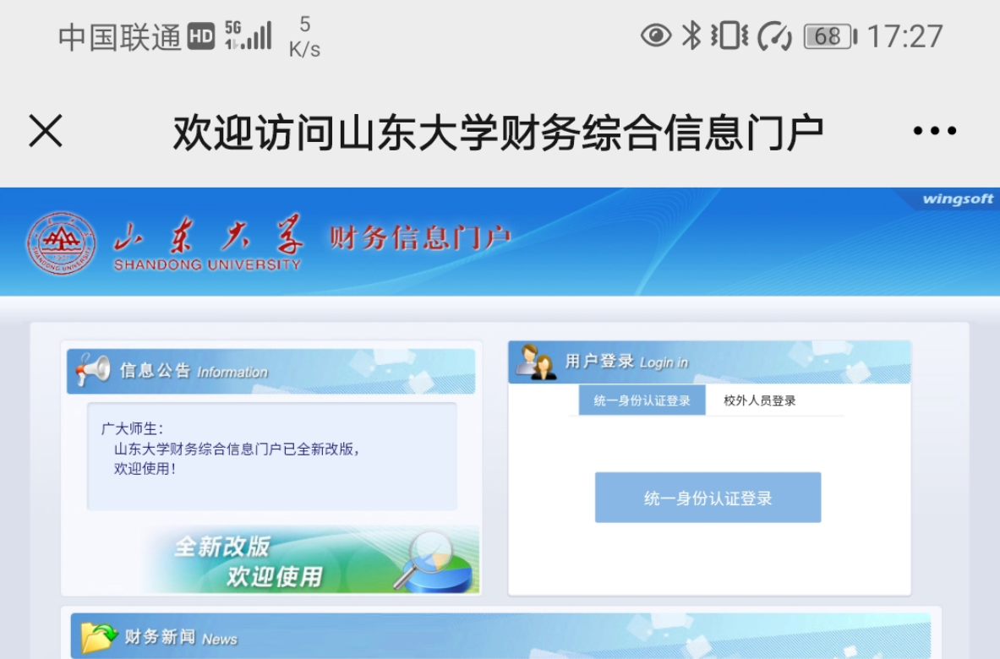 中国联通 HD 5G 5 K/s 68 17:27
欢迎访问山东大学财务综合信息门户
wingsoft
山东大学 财务信息门户
SHANDONG UNIVERSITY
信息公告 Information
广大师生：
山东大学财务综合信息门户已全新改版，
欢迎使用！
全新改版
欢迎使用
用户登录 Login in
统一身份认证登录 校外人员登录
统一身份认证登录
财务新闻 News